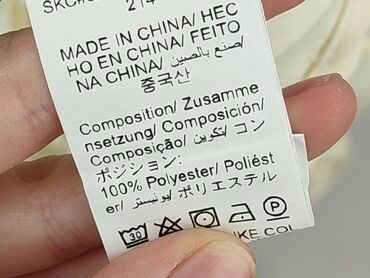 214
MADE IN CHINA/ HEC
HO EN CHINA/ FEITO
NA CHINA/ صنع بالصين/
중국산
Composition/ Zusamme
nsetzung/ Composición/
Composição/ تكوين/ コン
ポジション:
100% Polyester/ Poliést
er/ بوليستر/ ポリエステル
30